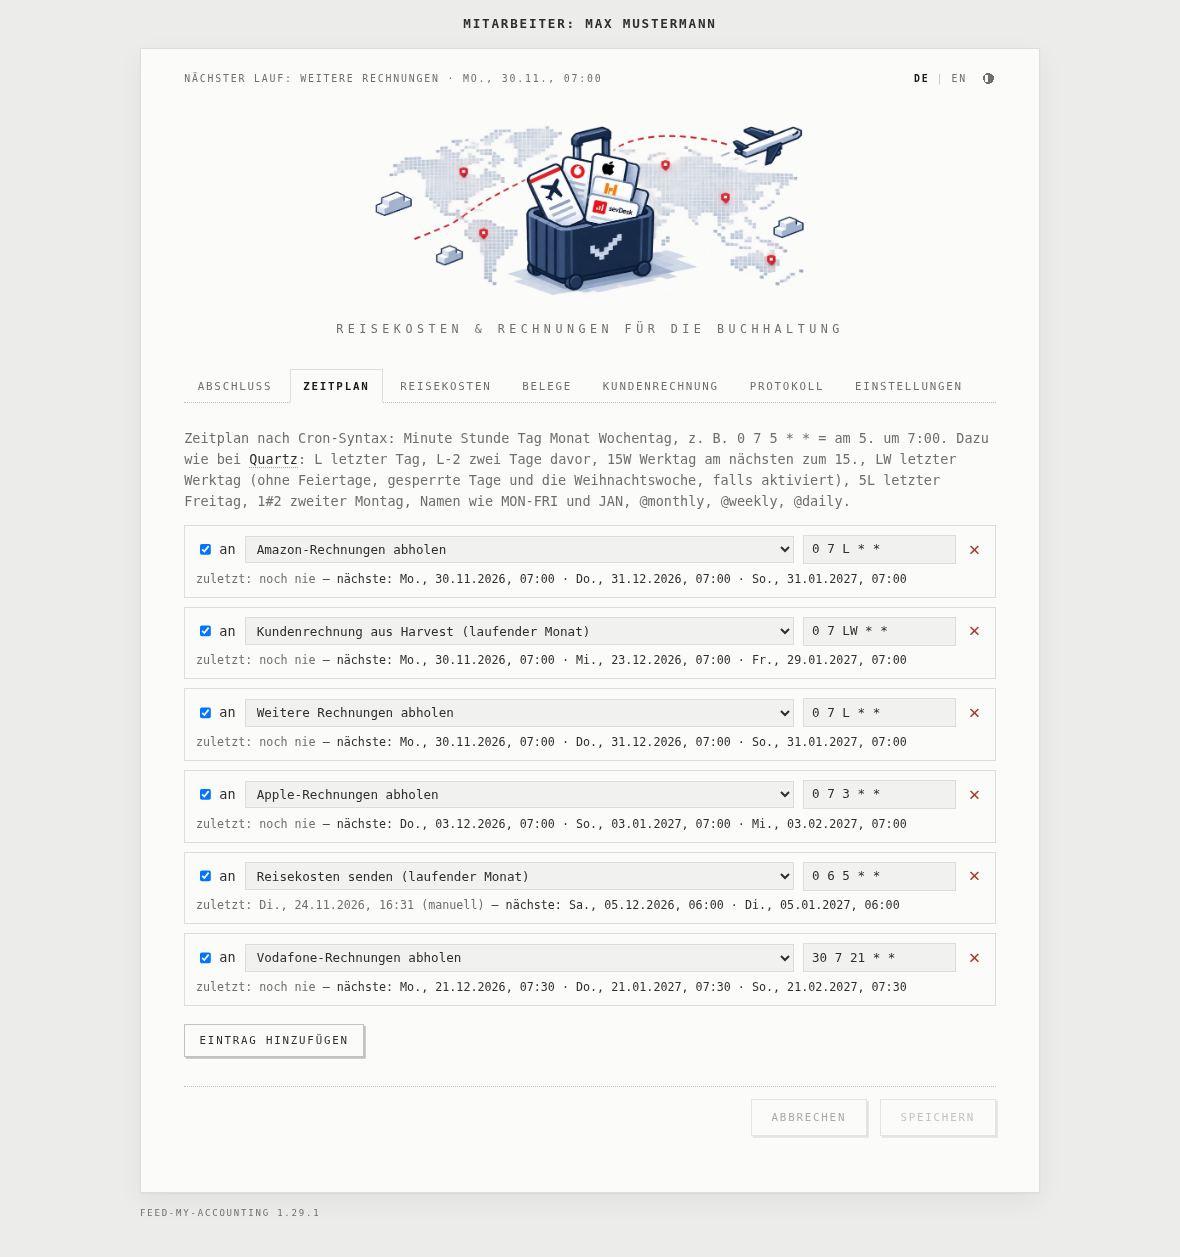 MITARBEITER: MAX MUSTERMANN
NÄCHSTER LAUF: WEITERE RECHNUNGEN · MO., 30.11., 07:00
DE | EN
sevDesk
REISEKOSTEN & RECHNUNGEN FÜR DIE BUCHHALTUNG
ABSCHLUSS ZEITPLAN REISEKOSTEN BELEGE KUNDENRECHNUNG PROTOKOLL EINSTELLUNGEN
Zeitplan nach Cron-Syntax: Minute Stunde Tag Monat Wochentag, z. B. 0 7 5 * * = am 5. um 7:00. Dazu
wie bei Quartz: L letzter Tag, L-2 zwei Tage davor, 15W Werktag am nächsten zum 15., LW letzter
Werktag (ohne Feiertage, gesperrte Tage und die Weihnachtswoche, falls aktiviert), 5L letzter
Freitag, 1#2 zweiter Montag, Namen wie MON-FRI und JAN, @monthly, @weekly, @daily.
an Amazon-Rechnungen abholen 0 7 L * * ✕
zuletzt: noch nie — nächste: Mo., 30.11.2026, 07:00 · Do., 31.12.2026, 07:00 · So., 31.01.2027, 07:00
an Kundenrechnung aus Harvest (laufender Monat) 0 7 LW * * ✕
zuletzt: noch nie — nächste: Mo., 30.11.2026, 07:00 · Mi., 23.12.2026, 07:00 · Fr., 29.01.2027, 07:00
an Weitere Rechnungen abholen 0 7 L * * ✕
zuletzt: noch nie — nächste: Mo., 30.11.2026, 07:00 · Do., 31.12.2026, 07:00 · So., 31.01.2027, 07:00
an Apple-Rechnungen abholen 0 7 3 * * ✕
zuletzt: noch nie — nächste: Do., 03.12.2026, 07:00 · So., 03.01.2027, 07:00 · Mi., 03.02.2027, 07:00
an Reisekosten senden (laufender Monat) 0 6 5 * * ✕
zuletzt: Di., 24.11.2026, 16:31 (manuell) — nächste: Sa., 05.12.2026, 06:00 · Di., 05.01.2027, 06:00
an Vodafone-Rechnungen abholen 30 7 21 * * ✕
zuletzt: noch nie — nächste: Mo., 21.12.2026, 07:30 · Do., 21.01.2027, 07:30 · So., 21.02.2027, 07:30
EINTRAG HINZUFÜGEN
ABBRECHEN SPEICHERN
FEED-MY-ACCOUNTING 1.29.1